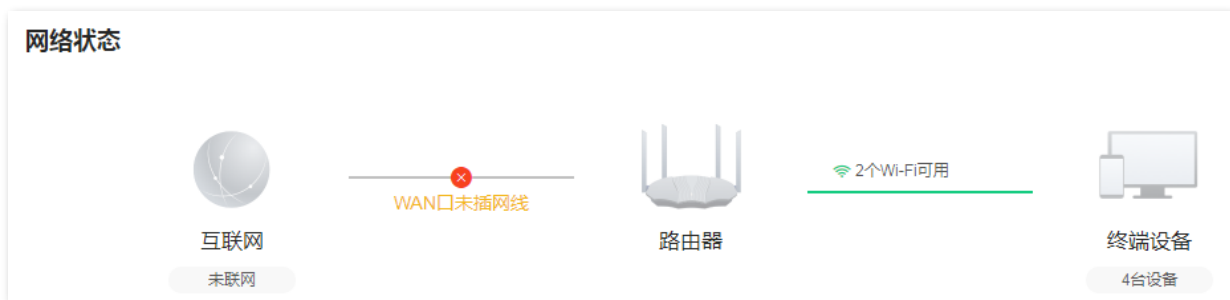 网络状态
2个Wi-Fi可用
WAN口未插网线
互联网
路由器
终端设备
未联网
4台设备